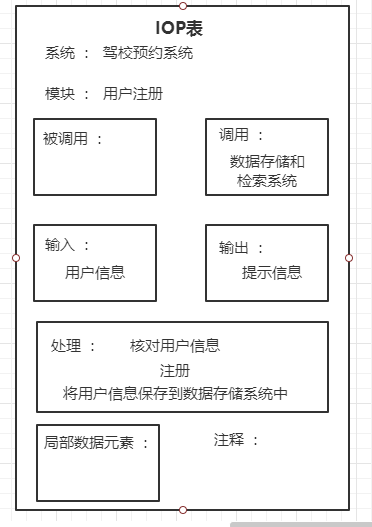 IOP表
系统 ： 驾校预约系统
模块 ： 用户注册
被调用 ：
调用 ：
数据存储和
检索系统
输入 ：
用户信息
输出 ：
提示信息
处理 ： 核对用户信息
注册
将用户信息保存到数据存储系统中
局部数据元素 ：
注释 ：